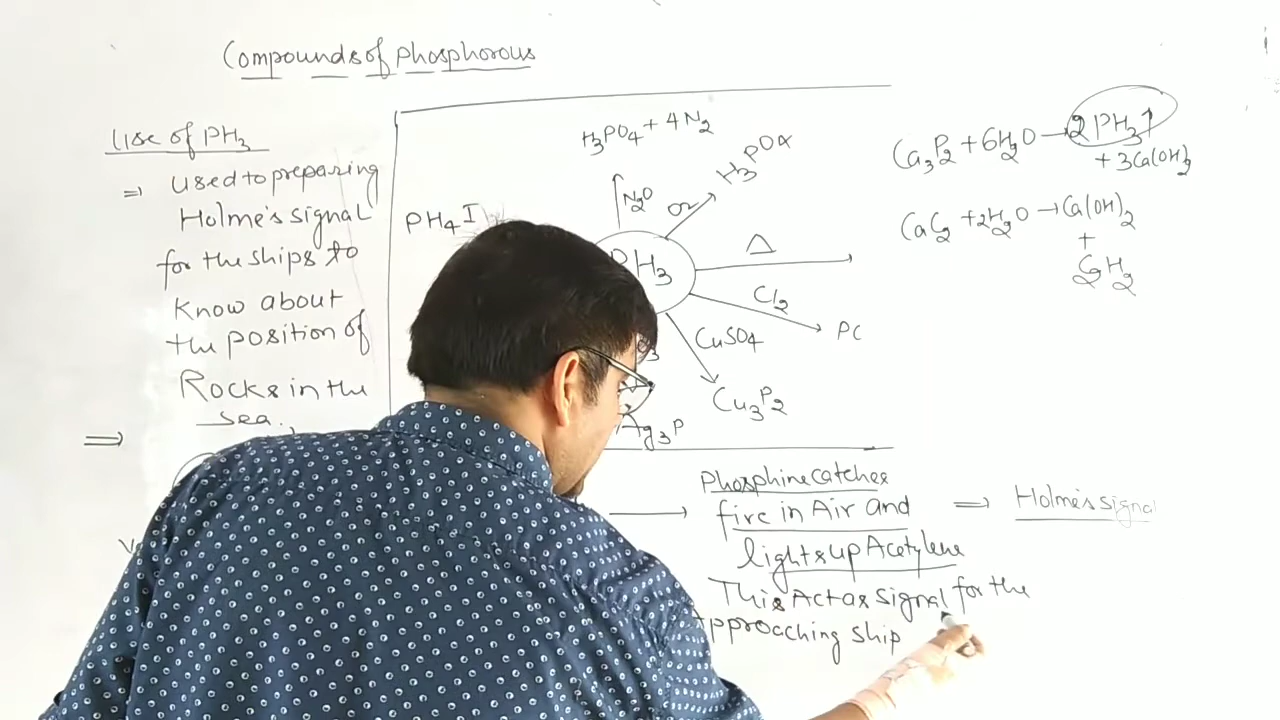 Compounds of Phosphorous
Use of PH3
⇒ used to preparing
Holme's signal
for the ships to
Know about
the position of
Rocks in the
sea.
⇒
H3PO4 + 4N2
N2O
or
H3PO4
PH4I
PH3
Δ
Cl2
PC
CuSO4
Cu3P2
Ag3P
Ca3P2 + 6H2O → 2PH3↑
+ 3Ca(OH)2
CaC2 + 2H2O → Ca(OH)2
+
C2H2
Phosphine catches
fire in Air and ⇒ Holme's signal
lights up Acetylene
This Act as Signal for the
approaching ship